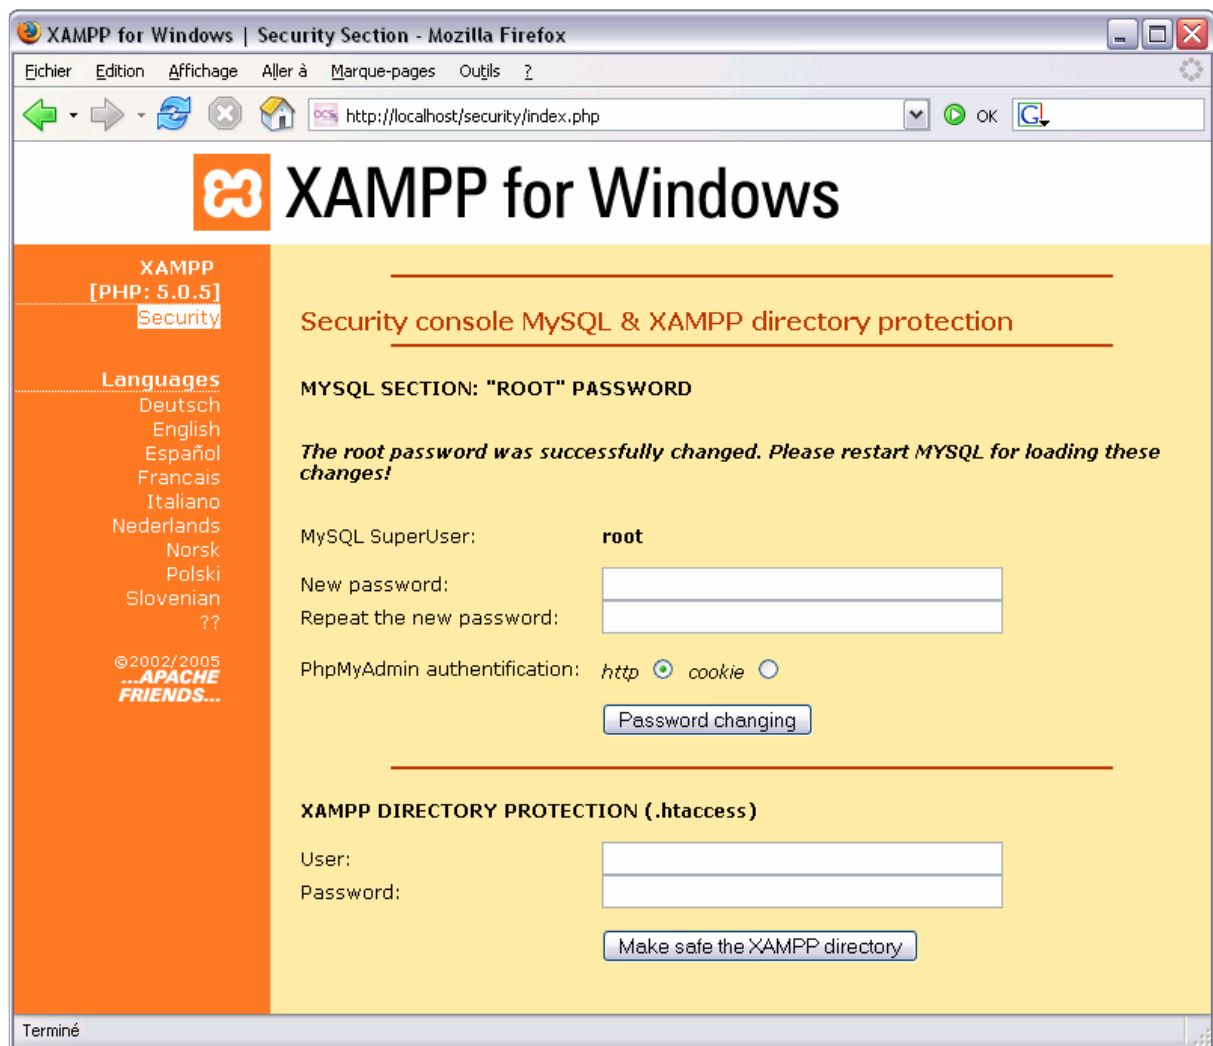 XAMPP for Windows | Security Section - Mozilla Firefox
Fichier Edition Affichage Aller à Marque-pages Outils ?
http://localhost/security/index.php OK G
XAMPP for Windows
XAMPP
[PHP: 5.0.5]
Security
Languages
Deutsch
English
Español
Francais
Italiano
Nederlands
Norsk
Polski
Slovenian
??
©2002/2005
...APACHE
FRIENDS...
Security console MySQL & XAMPP directory protection
MYSQL SECTION: "ROOT" PASSWORD
The root password was successfully changed. Please restart MYSQL for loading these
changes!
MySQL SuperUser: root
New password:
Repeat the new password:
PhpMyAdmin authentification: http cookie
Password changing
XAMPP DIRECTORY PROTECTION (.htaccess)
User:
Password:
Make safe the XAMPP directory
Terminé